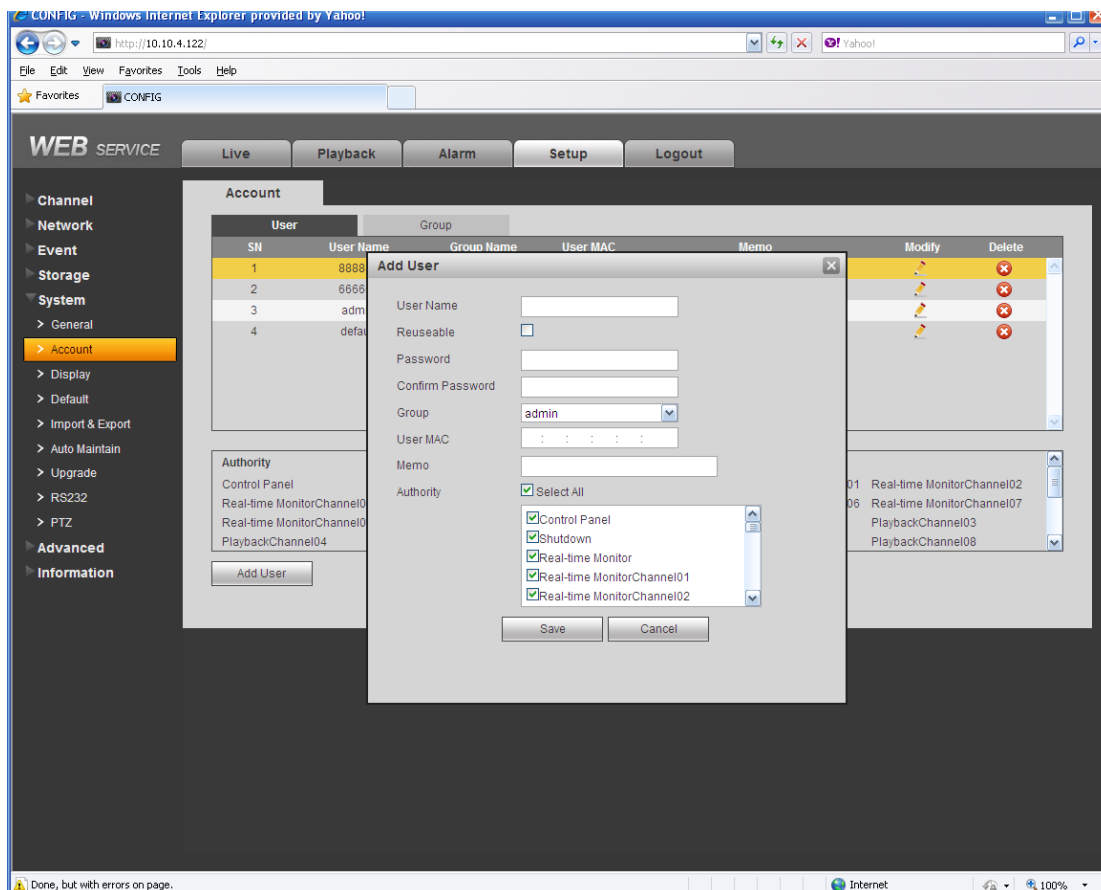 CONFIG - Windows Internet Explorer provided by Yahoo!
http://10.10.4.122/
Yahoo!
File Edit View Favorites Tools Help
Favorites CONFIG
WEB SERVICE
Live Playback Alarm Setup Logout
Channel
Network
Event
Storage
System
> General
> Account
> Display
> Default
> Import & Export
> Auto Maintain
> Upgrade
> RS232
> PTZ
Advanced
Information
Account
User Group
SN User Name Group Name User MAC Memo Modify Delete
1 8888
2 6666
3 adm
4 defau
Authority
Control Panel 01 Real-time MonitorChannel02
Real-time MonitorChannel0 06 Real-time MonitorChannel07
Real-time MonitorChannel0 PlaybackChannel03
PlaybackChannel04 PlaybackChannel08
Add User
Add User
User Name
Reuseable
Password
Confirm Password
Group admin
User MAC : : : : :
Memo
Authority Select All
Control Panel
Shutdown
Real-time Monitor
Real-time MonitorChannel01
Real-time MonitorChannel02
Save Cancel
Done, but with errors on page. Internet 100%